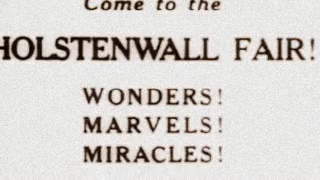 Come to the
HOLSTENWALL FAIR!
WONDERS!
MARVELS!
MIRACLES!